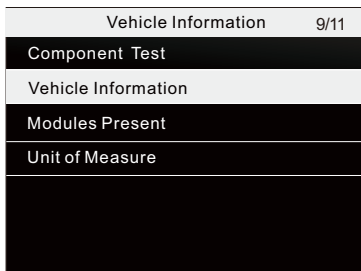 Vehicle Information 9/11
Component Test
Vehicle Information
Modules Present
Unit of Measure